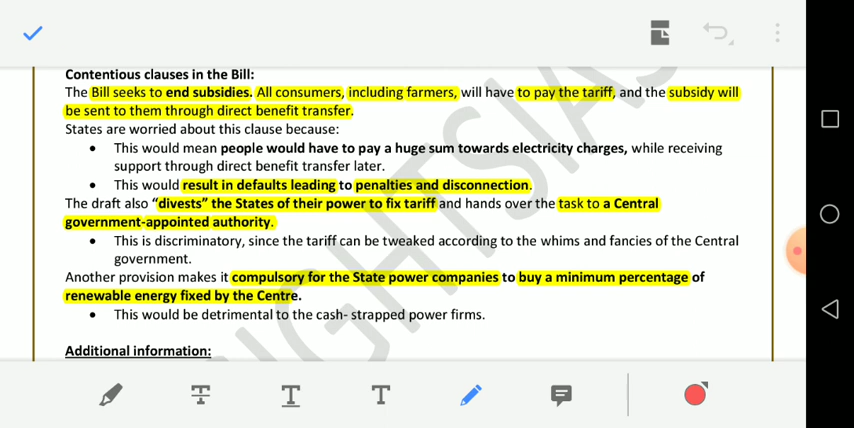 Contentious clauses in the Bill:
The Bill seeks to end subsidies. All consumers, including farmers, will have to pay the tariff, and the subsidy will
be sent to them through direct benefit transfer.
States are worried about this clause because:
• This would mean people would have to pay a huge sum towards electricity charges, while receiving
support through direct benefit transfer later.
• This would result in defaults leading to penalties and disconnection.
The draft also “divests” the States of their power to fix tariff and hands over the task to a Central
government-appointed authority.
• This is discriminatory, since the tariff can be tweaked according to the whims and fancies of the Central
government.
Another provision makes it compulsory for the State power companies to buy a minimum percentage of
renewable energy fixed by the Centre.
• This would be detrimental to the cash- strapped power firms.
Additional information: